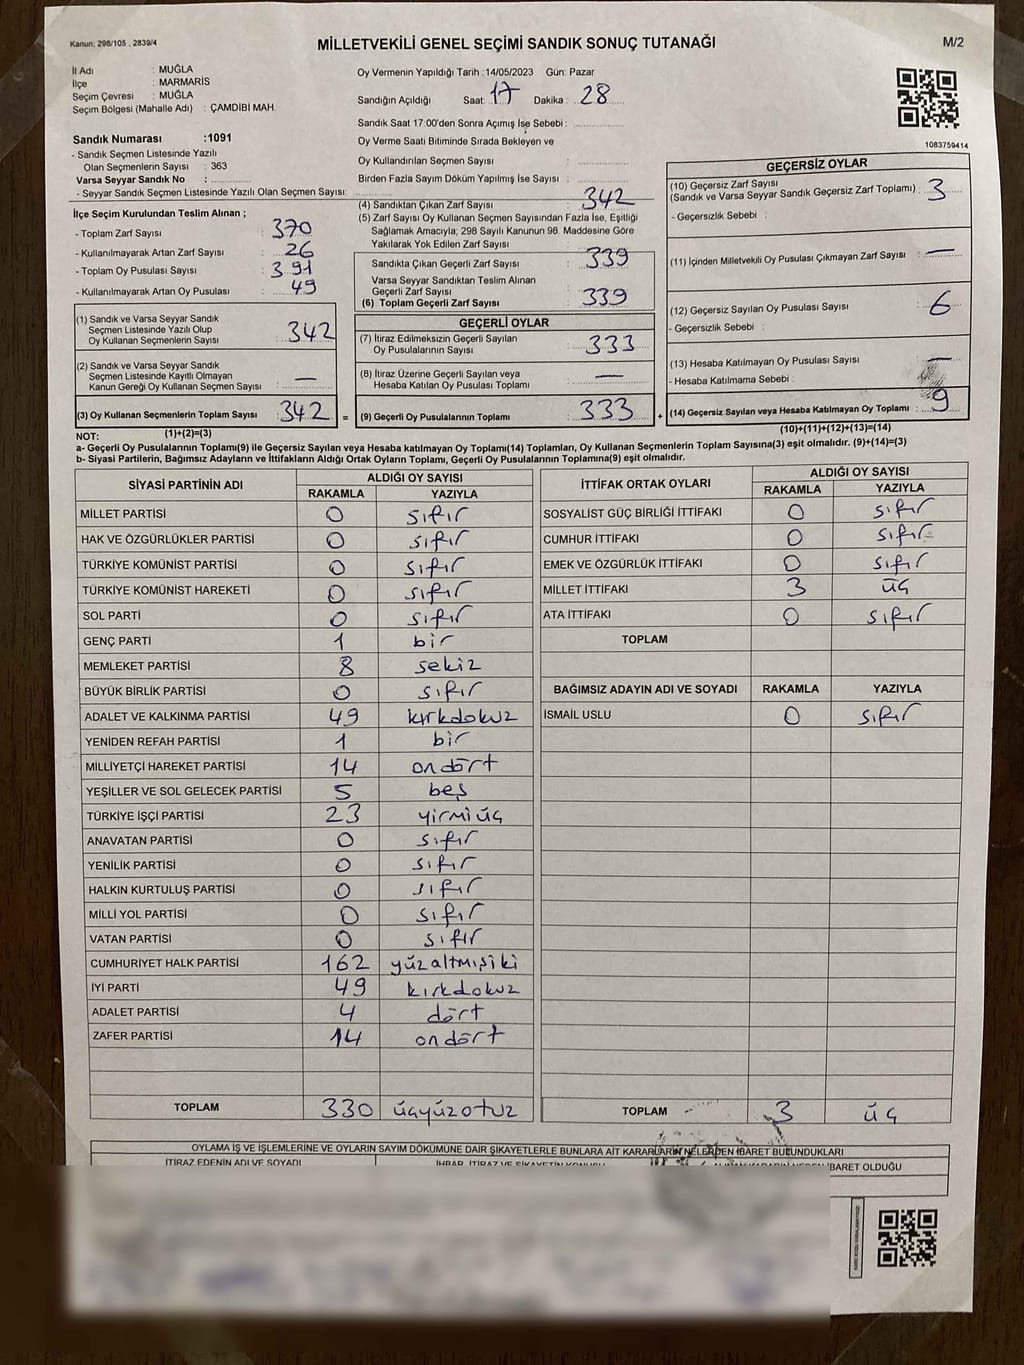 Kanun; 298/105 , 2839/4
MİLLETVEKİLİ GENEL SEÇİMİ SANDIK SONUÇ TUTANAĞI
M/2
İl Adı : MUĞLA
İlçe : MARMARİS
Seçim Çevresi : MUĞLA
Seçim Bölgesi (Mahalle Adı) : ÇAMDİBİ MAH.
Sandık Numarası :1091
- Sandık Seçmen Listesinde Yazılı
Olan Seçmenlerin Sayısı : 363
Varsa Seyyar Sandık No :
- Seyyar Sandık Seçmen Listesinde Yazılı Olan Seçmen Sayısı:
İlçe Seçim Kurulundan Teslim Alınan ;
- Toplam Zarf Sayısı : 370
- Kullanılmayarak Artan Zarf Sayısı : 26
- Toplam Oy Pusulası Sayısı : 391
- Kullanılmayarak Artan Oy Pusulası : 49
(1) Sandık ve Varsa Seyyar Sandık
Seçmen Listesinde Yazılı Olup
Oy Kullanan Seçmenlerin Sayısı : 342
(2) Sandık ve Varsa Seyyar Sandık
Seçmen Listesinde Kayıtlı Olmayan
Kanun Gereği Oy Kullanan Seçmen Sayısı : —
(3) Oy Kullanan Seçmenlerin Toplam Sayısı : 342 =
(1)+(2)=(3)
Oy Vermenin Yapıldığı Tarih :14/05/2023 Gün: Pazar
Sandığın Açıldığı Saat: 17 Dakika : 28
Sandık Saat 17:00'den Sonra Açımış İse Sebebi :
Oy Verme Saati Bitiminde Sırada Bekleyen ve
Oy Kullandırılan Seçmen Sayısı :
Birden Fazla Sayım Döküm Yapılmış İse Sayısı :
(4) Sandıktan Çıkan Zarf Sayısı : 342
(5) Zarf Sayısı Oy Kullanan Seçmen Sayısından Fazla İse, Eşitliği
Sağlamak Amacıyla; 298 Sayılı Kanunun 98. Maddesine Göre
Yakılarak Yok Edilen Zarf Sayısı :
Sandıkta Çıkan Geçerli Zarf Sayısı : 339
Varsa Seyyar Sandıktan Teslim Alınan
Geçerli Zarf Sayısı :
(6) Toplam Geçerli Zarf Sayısı : 339
GEÇERLİ OYLAR
(7) İtiraz Edilmeksizin Geçerli Sayılan
Oy Pusulalarının Sayısı : 333
(8) İtiraz Üzerine Geçerli Sayılan veya
Hesaba Katılan Oy Pusulaları Toplamı : —
(9) Geçerli Oy Pusulalarının Toplamı : 333 +
1083759414
GEÇERSİZ OYLAR
(10) Geçersiz Zarf Sayısı
(Sandık ve Varsa Seyyar Sandık Geçersiz Zarf Toplamı) : 3
- Geçersizlik Sebebi :
(11) İçinden Milletvekili Oy Pusulası Çıkmayan Zarf Sayısı : —
(12) Geçersiz Sayılan Oy Pusulası Sayısı : 6
- Geçersizlik Sebebi :
(13) Hesaba Katılmayan Oy Pusulası Sayısı : —
- Hesaba Katılmama Sebebi :
(14) Geçersiz Sayılan veya Hesaba Katılmayan Oy Toplamı : 9
(10)+(11)+(12)+(13)=(14)
NOT:
a- Geçerli Oy Pusulalarının Toplamı(9) ile Geçersiz Sayılan veya Hesaba katılmayan Oy Toplamı(14) Toplamları, Oy Kullanan Seçmenlerin Toplam Sayısına(3) eşit olmalıdır. (9)+(14)=(3)
b- Siyasi Partilerin, Bağımsız Adayların ve İttifakların Aldığı Ortak Oyların Toplamı, Geçerli Oy Pusulalarının Toplamına(9) eşit olmalıdır.
SİYASİ PARTİNİN ADI ALDIĞI OY SAYISI
RAKAMLA YAZIYLA
MİLLET PARTİSİ 0 sıfır
HAK VE ÖZGÜRLÜKLER PARTİSİ 0 sıfır
TÜRKİYE KOMÜNİST PARTİSİ 0 sıfır
TÜRKİYE KOMÜNİST HAREKETİ 0 sıfır
SOL PARTİ 0 sıfır
GENÇ PARTİ 1 bir
MEMLEKET PARTİSİ 8 sekiz
BÜYÜK BİRLİK PARTİSİ 0 sıfır
ADALET VE KALKINMA PARTİSİ 49 kırkdokuz
YENİDEN REFAH PARTİSİ 1 bir
MİLLİYETÇİ HAREKET PARTİSİ 14 ondört
YEŞİLLER VE SOL GELECEK PARTİSİ 5 beş
TÜRKİYE İŞÇİ PARTİSİ 23 yirmiüç
ANAVATAN PARTİSİ 0 sıfır
YENİLİK PARTİSİ 0 sıfır
HALKIN KURTULUŞ PARTİSİ 0 sıfır
MİLLİ YOL PARTİSİ 0 sıfır
VATAN PARTİSİ 0 sıfır
CUMHURİYET HALK PARTİSİ 162 yüzaltmışiki
İYİ PARTİ 49 kırkdokuz
ADALET PARTİSİ 4 dört
ZAFER PARTİSİ 14 ondört
TOPLAM 330 üçyüzotuz
İTTİFAK ORTAK OYLARI ALDIĞI OY SAYISI
RAKAMLA YAZIYLA
SOSYALİST GÜÇ BİRLİĞİ İTTİFAKI 0 sıfır
CUMHUR İTTİFAKI 0 sıfır
EMEK VE ÖZGÜRLÜK İTTİFAKI 0 sıfır
MİLLET İTTİFAKI 3 üç
ATA İTTİFAKI 0 sıfır
TOPLAM
BAĞIMSIZ ADAYIN ADI VE SOYADI RAKAMLA YAZIYLA
İSMAİL USLU 0 sıfır
TOPLAM 3 üç
OYLAMA İŞ VE İŞLEMLERİNE VE OYLARIN SAYIM DÖKÜMÜNE DAİR ŞİKAYETLERLE BUNLARA AİT KARARLARIN NELERDEN İBARET BULUNDUKLARI
İTİRAZ EDENİN ADI VE SOYADI İHBAR, İTİRAZ VE ŞİKAYETİN KONUSU İBARET OLDUĞU